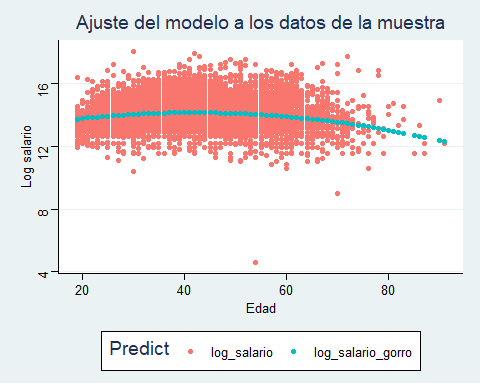 Ajuste del modelo a los datos de la muestra
Log salario
16
12
8
4
20 40 60 80
Edad
Predict log_salario log_salario_gorro